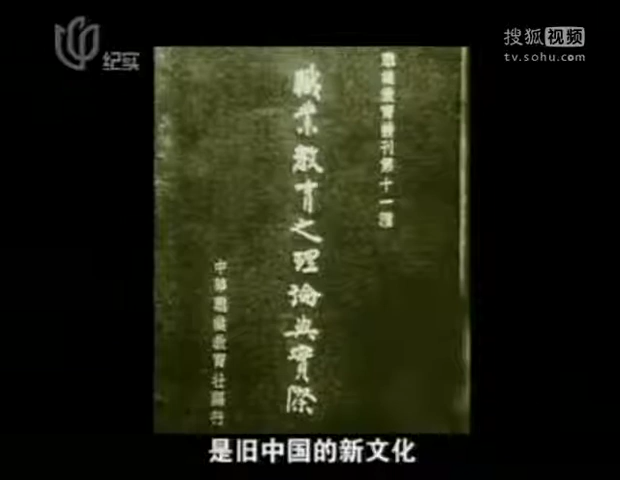 纪实
搜狐视频
tv.sohu.com
職業教育叢刊第十一種
職業教育之理論與實際
中華職業教育社編行
是旧中国的新文化